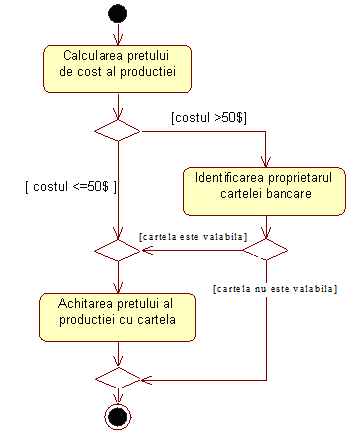 Calcularea pretului
de cost al productiei
[costul >50$]
[ costul <=50$ ]
Identificarea proprietarul
cartelei bancare
[cartela este valabila]
[cartela nu este valabila]
Achitarea pretului al
productiei cu cartela